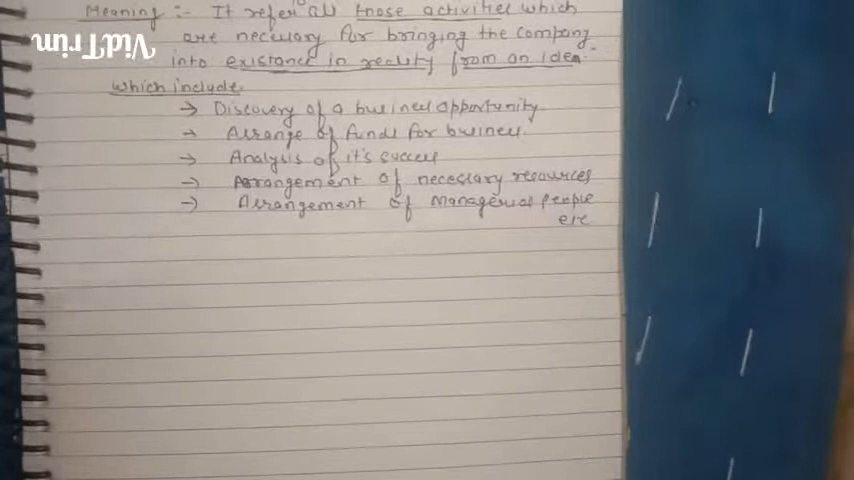 Meaning :- It refer all those activities which
are necessary for bringing the company
into existance in reality from an idea.
which include
→ Discovery of a business opportunity
→ Arrange of funds for business.
→ Analysis of it's success
→ Arrangement of necessary resources
→ Arrangement of Managerial people
etc
VidTrim